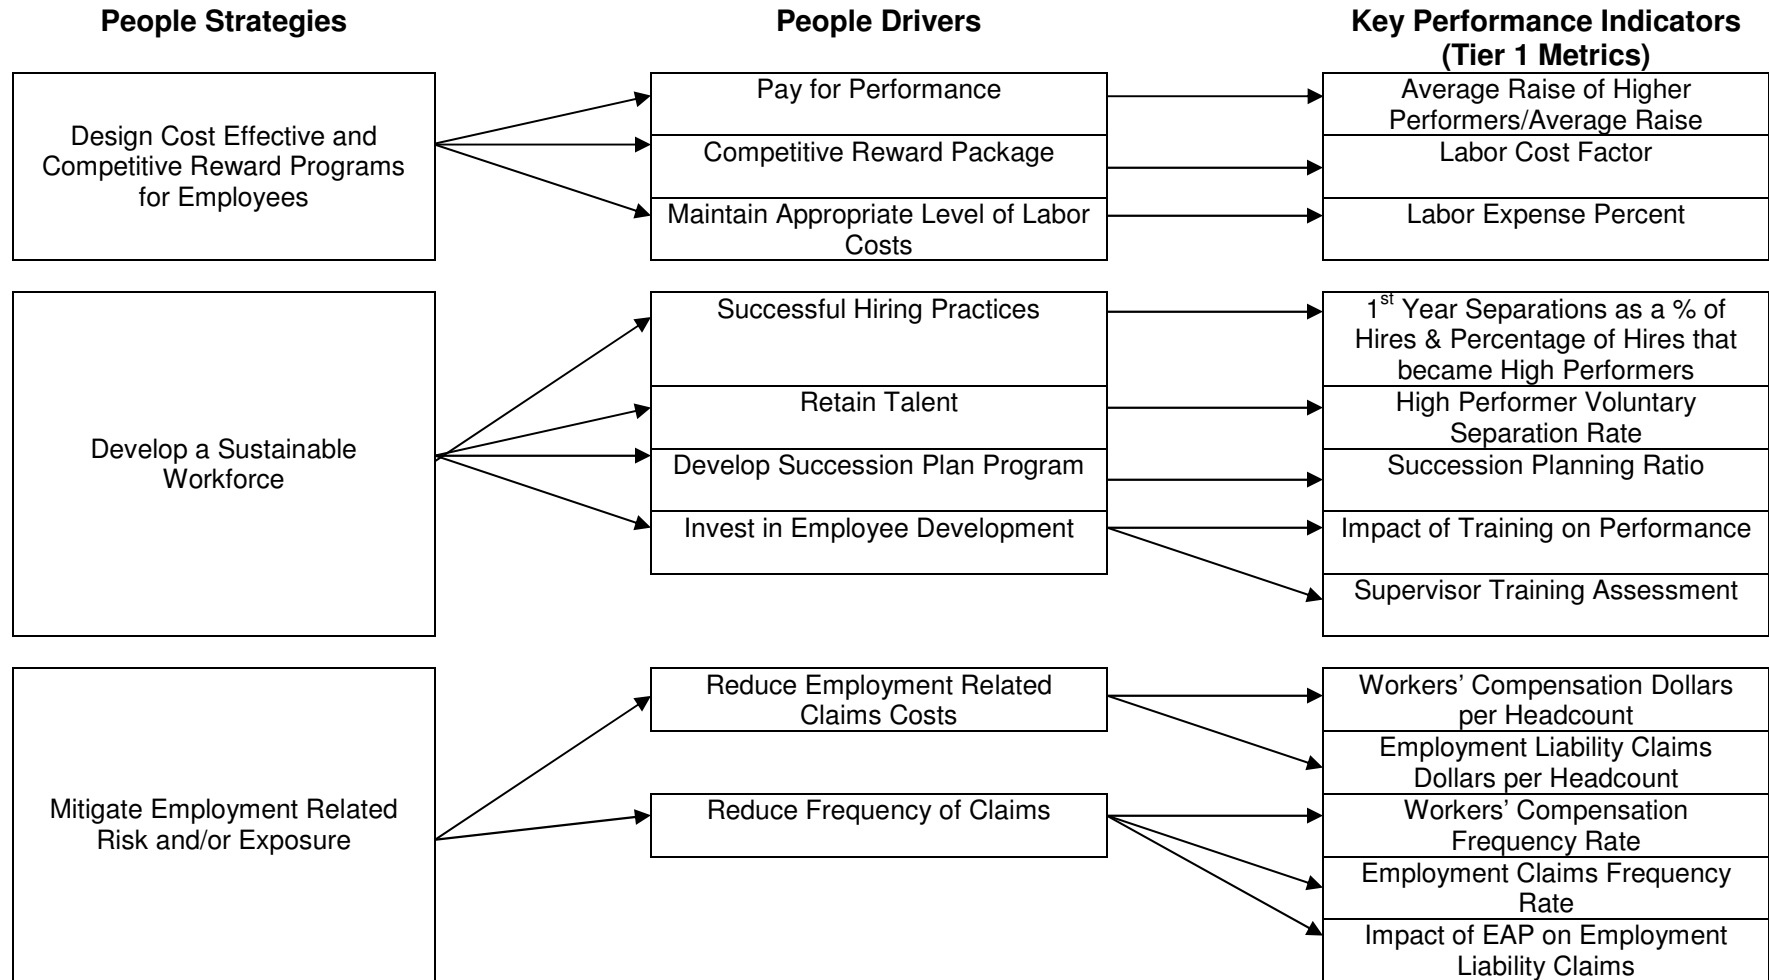 People Strategies
People Drivers
Key Performance Indicators
(Tier 1 Metrics)
Design Cost Effective and
Competitive Reward Programs
for Employees
Pay for Performance
Average Raise of Higher
Performers/Average Raise
Competitive Reward Package
Labor Cost Factor
Maintain Appropriate Level of Labor
Costs
Labor Expense Percent
Develop a Sustainable
Workforce
Successful Hiring Practices
1st Year Separations as a % of
Hires & Percentage of Hires that
became High Performers
Retain Talent
High Performer Voluntary
Separation Rate
Develop Succession Plan Program
Succession Planning Ratio
Invest in Employee Development
Impact of Training on Performance
Supervisor Training Assessment
Mitigate Employment Related
Risk and/or Exposure
Reduce Employment Related
Claims Costs
Workers’ Compensation Dollars
per Headcount
Employment Liability Claims
Dollars per Headcount
Reduce Frequency of Claims
Workers’ Compensation
Frequency Rate
Employment Claims Frequency
Rate
Impact of EAP on Employment
Liability Claims